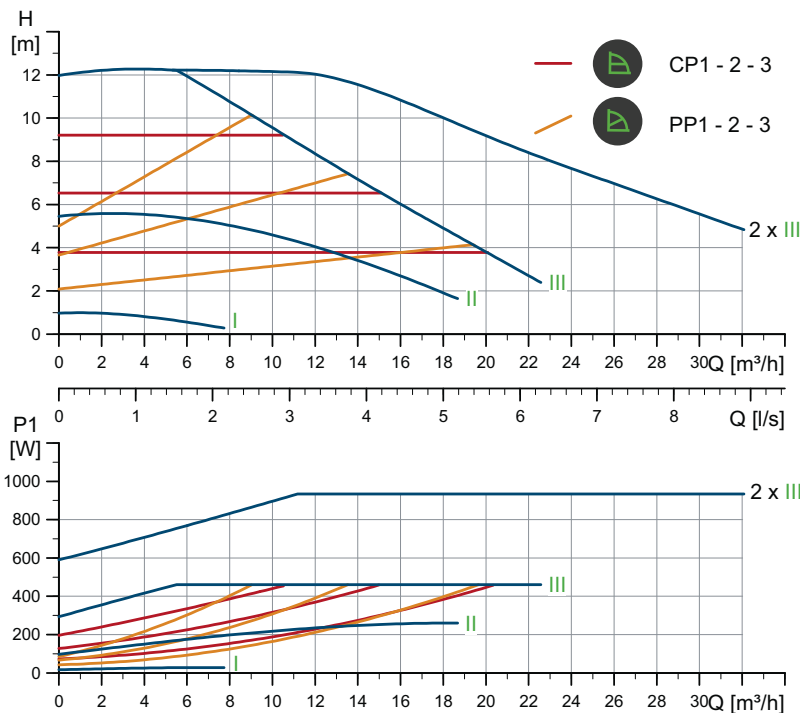 H
[m]
12
10
8
6
4
2
0
CP1 - 2 - 3
PP1 - 2 - 3
2 x III
III
II
I
0 2 4 6 8 10 12 14 16 18 20 22 24 26 28 30 Q [m³/h]
0 1 2 3 4 5 6 7 8 Q [l/s]
P1
[W]
1000
800
600
400
200
0
2 x III
III
II
I
0 2 4 6 8 10 12 14 16 18 20 22 24 26 28 30 Q [m³/h]